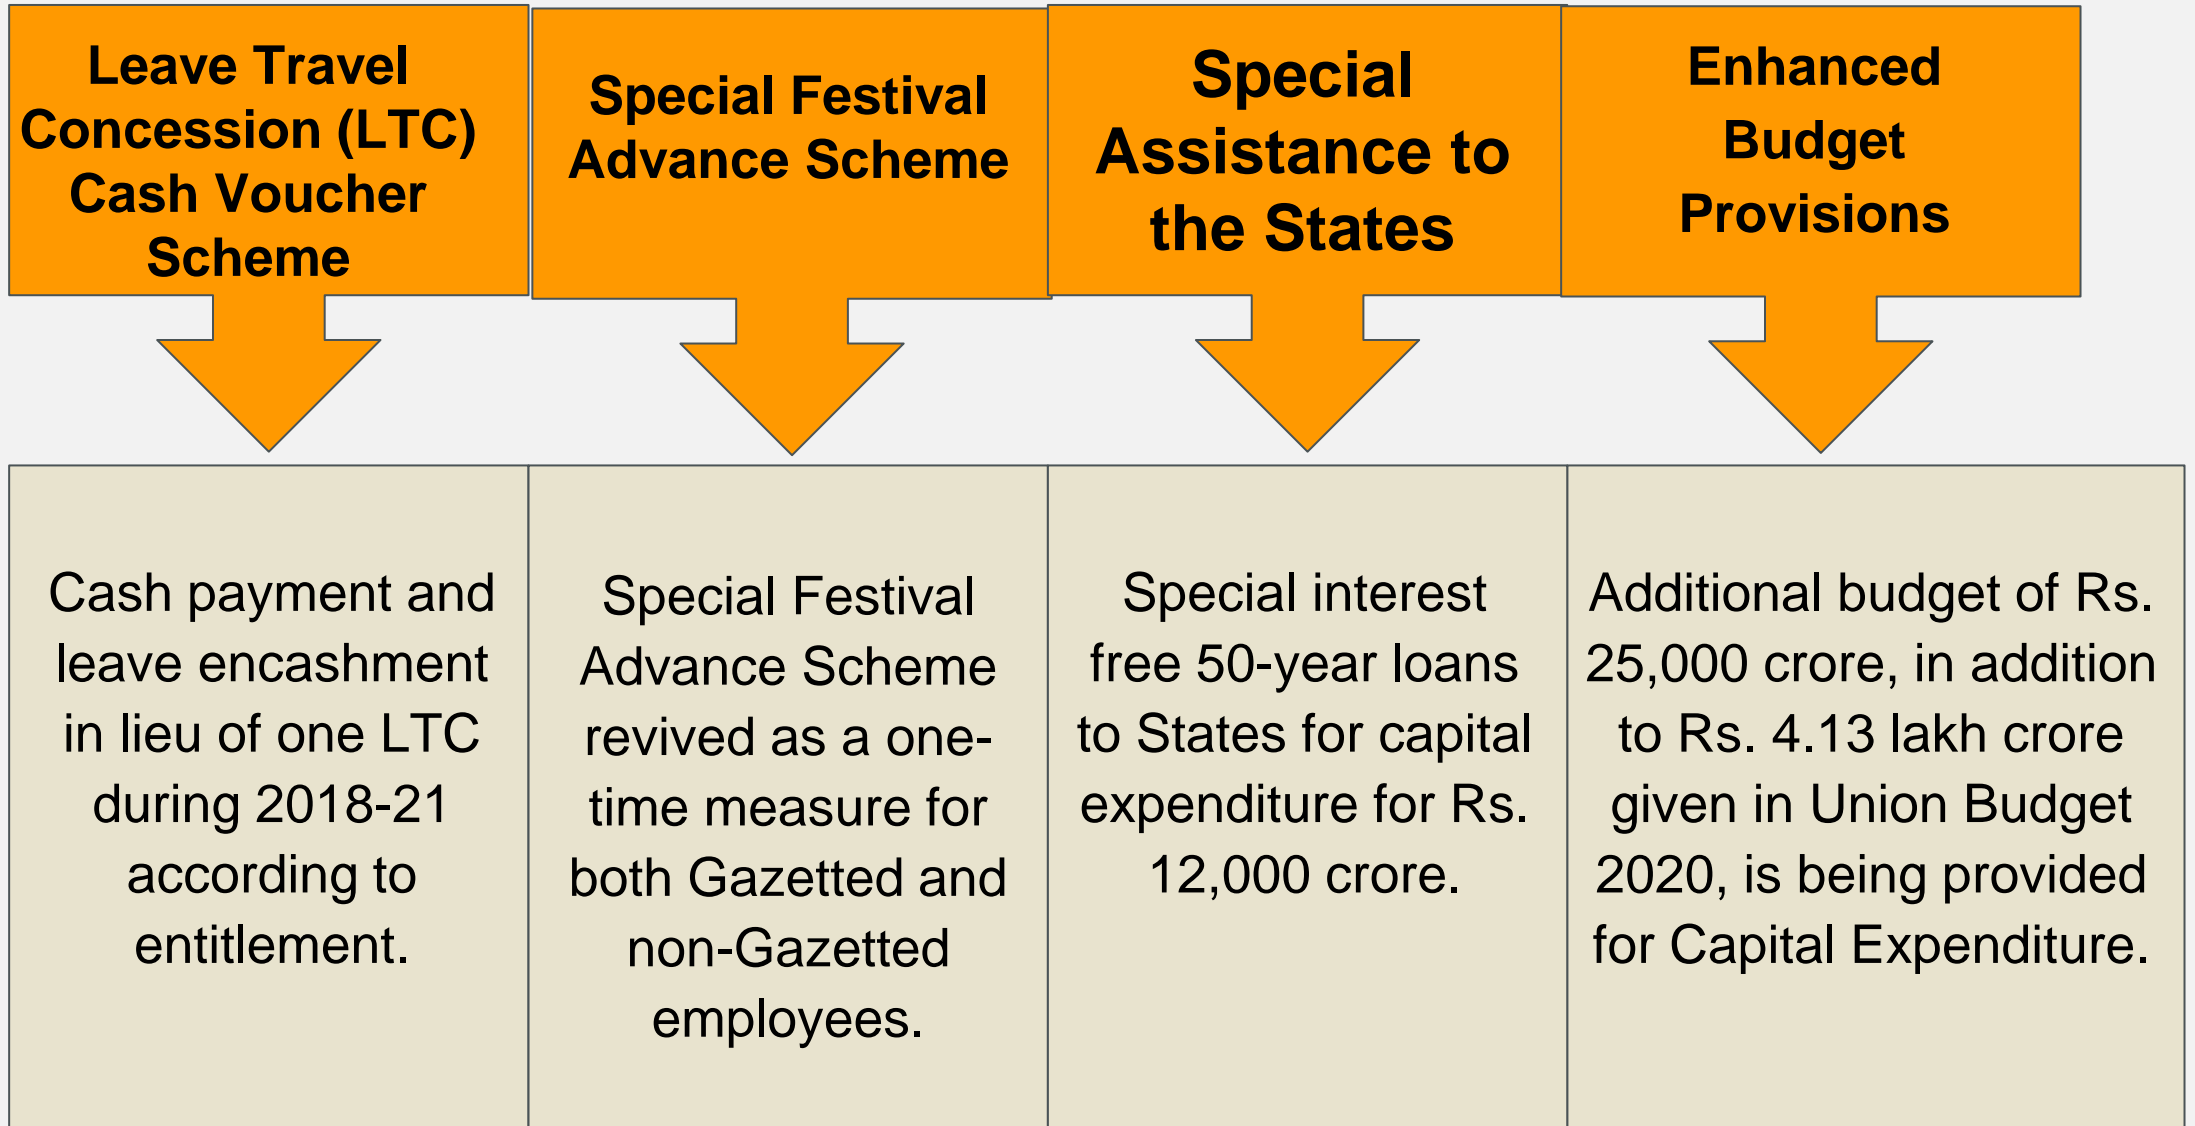 Leave Travel
Concession (LTC)
Cash Voucher
Scheme
Special Festival
Advance Scheme
Special
Assistance to
the States
Enhanced
Budget
Provisions
Cash payment and
leave encashment
in lieu of one LTC
during 2018-21
according to
entitlement.
Special Festival
Advance Scheme
revived as a one-
time measure for
both Gazetted and
non-Gazetted
employees.
Special interest
free 50-year loans
to States for capital
expenditure for Rs.
12,000 crore.
Additional budget of Rs.
25,000 crore, in addition
to Rs. 4.13 lakh crore
given in Union Budget
2020, is being provided
for Capital Expenditure.